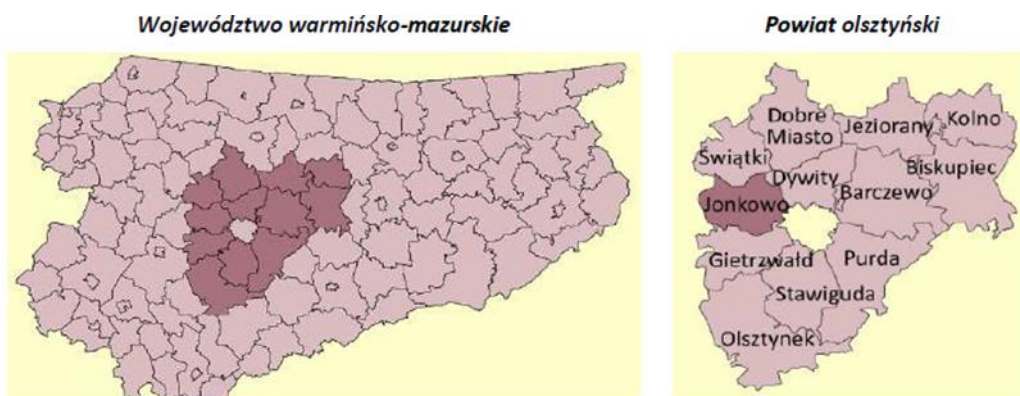 Województwo warmińsko-mazurskie
Powiat olsztyński
Dobre
Miasto
Jeziorany
Kolno
Świątki
Dywity
Biskupiec
Barczewo
Jonkowo
Gietrzwałd
Purda
Stawiguda
Olsztynek